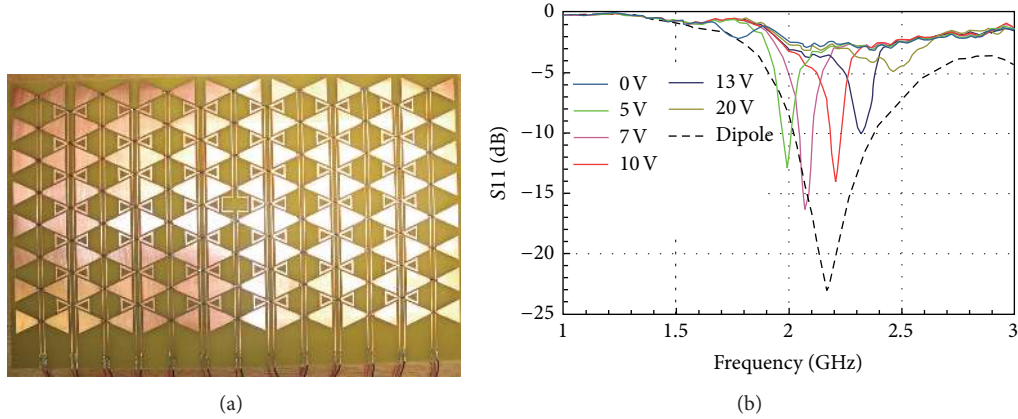 0
−5
−10
−15
−20
−25
S11 (dB)
0 V
5 V
7 V
10 V
13 V
20 V
Dipole
1
1.5
2
2.5
3
Frequency (GHz)
(a)
(b)